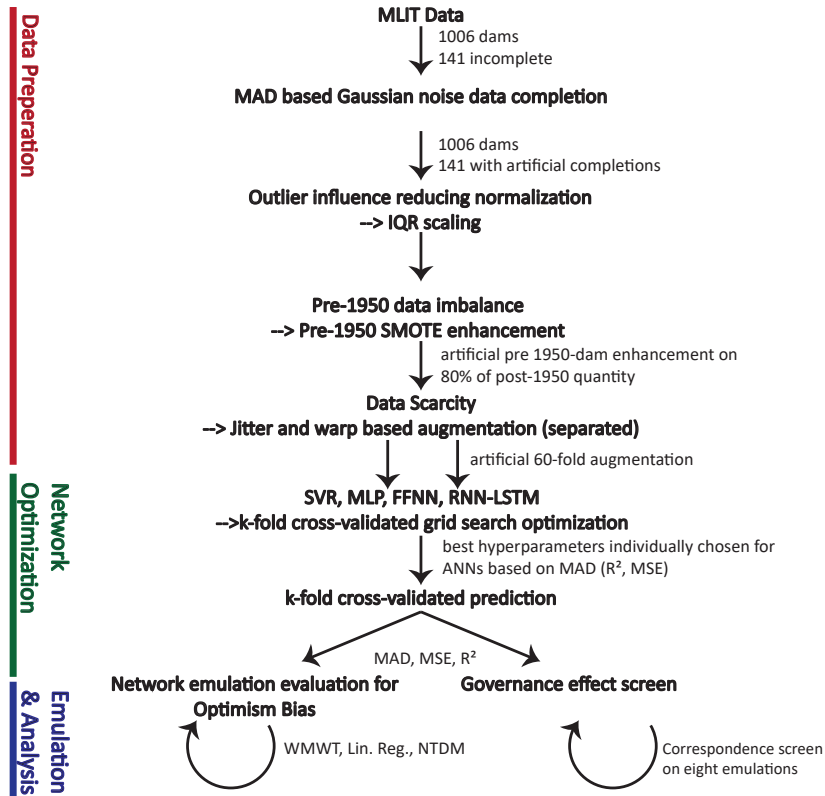 MLIT Data
1006 dams
141 incomplete
MAD based Gaussian noise data completion
1006 dams
141 with artificial completions
Outlier influence reducing normalization
--> IQR scaling
Pre-1950 data imbalance
--> Pre-1950 SMOTE enhancement
artificial pre 1950-dam enhancement on
80% of post-1950 quantity
Data Scarcity
--> Jitter and warp based augmentation (separated)
artificial 60-fold augmentation
Data Preperation
SVR, MLP, FFNN, RNN-LSTM
-->k-fold cross-validated grid search optimization
best hyperparameters individually chosen for
ANNs based on MAD (R², MSE)
k-fold cross-validated prediction
Network
Optimization
MAD, MSE, R²
Network emulation evaluation for
Optimism Bias
Governance effect screen
WMWT, Lin. Reg., NTDM
Correspondence screen
on eight emulations
Emulation
& Analysis